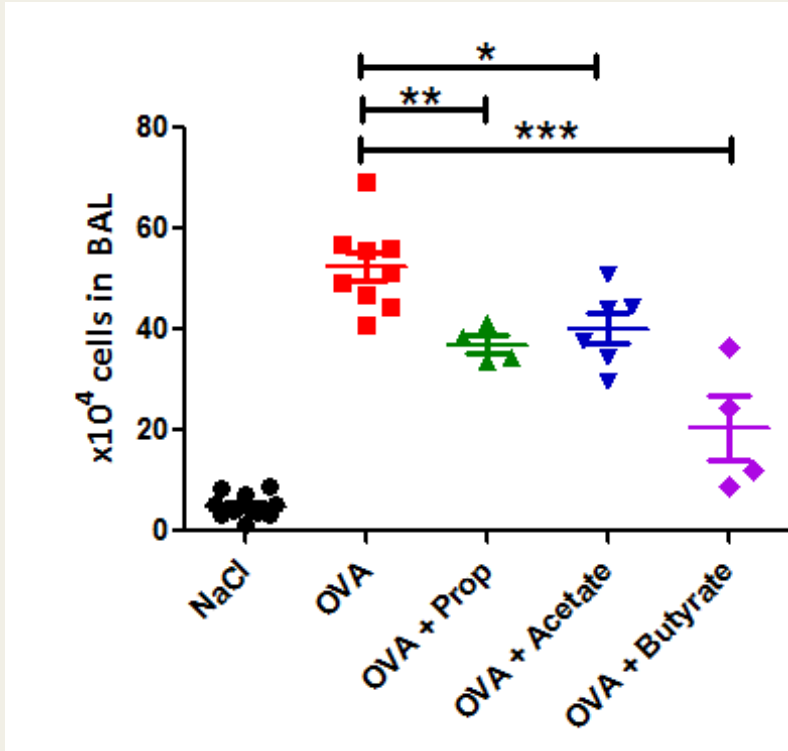 *
**
***
80
60
40
20
0
x10⁴ cells in BAL
NaCl
OVA
OVA + Prop
OVA + Acetate
OVA + Butyrate